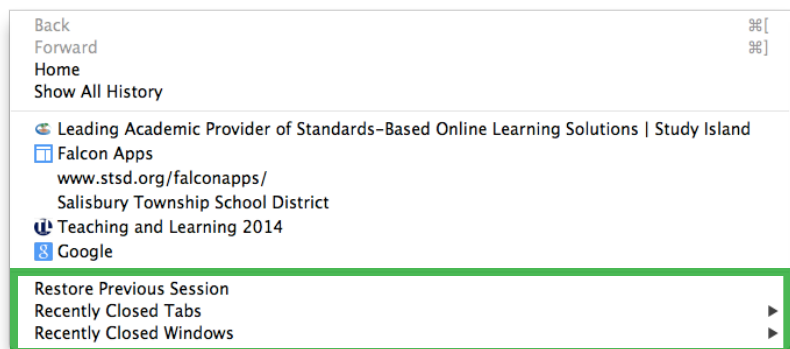 Back ⌘[
Forward ⌘]
Home
Show All History
Leading Academic Provider of Standards-Based Online Learning Solutions | Study Island
Falcon Apps
www.stsd.org/falconapps/
Salisbury Township School District
Teaching and Learning 2014
Google
Restore Previous Session
Recently Closed Tabs
Recently Closed Windows